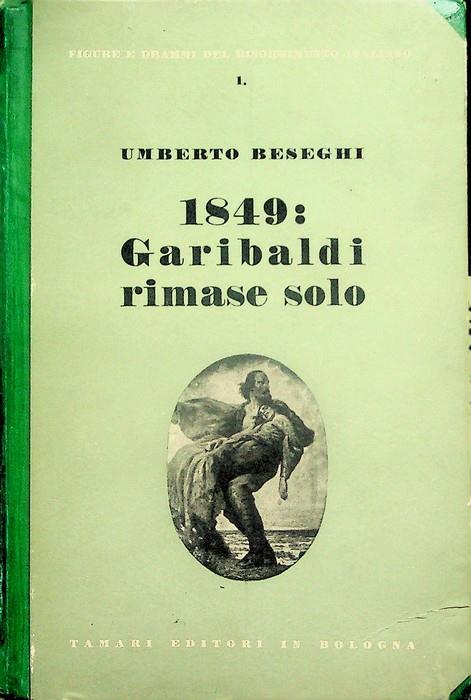 FIGURE E DRAMMI DEL RISORGIMENTO ITALIANO
1.
UMBERTO BESEGHI
1849:
Garibaldi
rimase solo
TAMARI EDITORI IN BOLOGNA